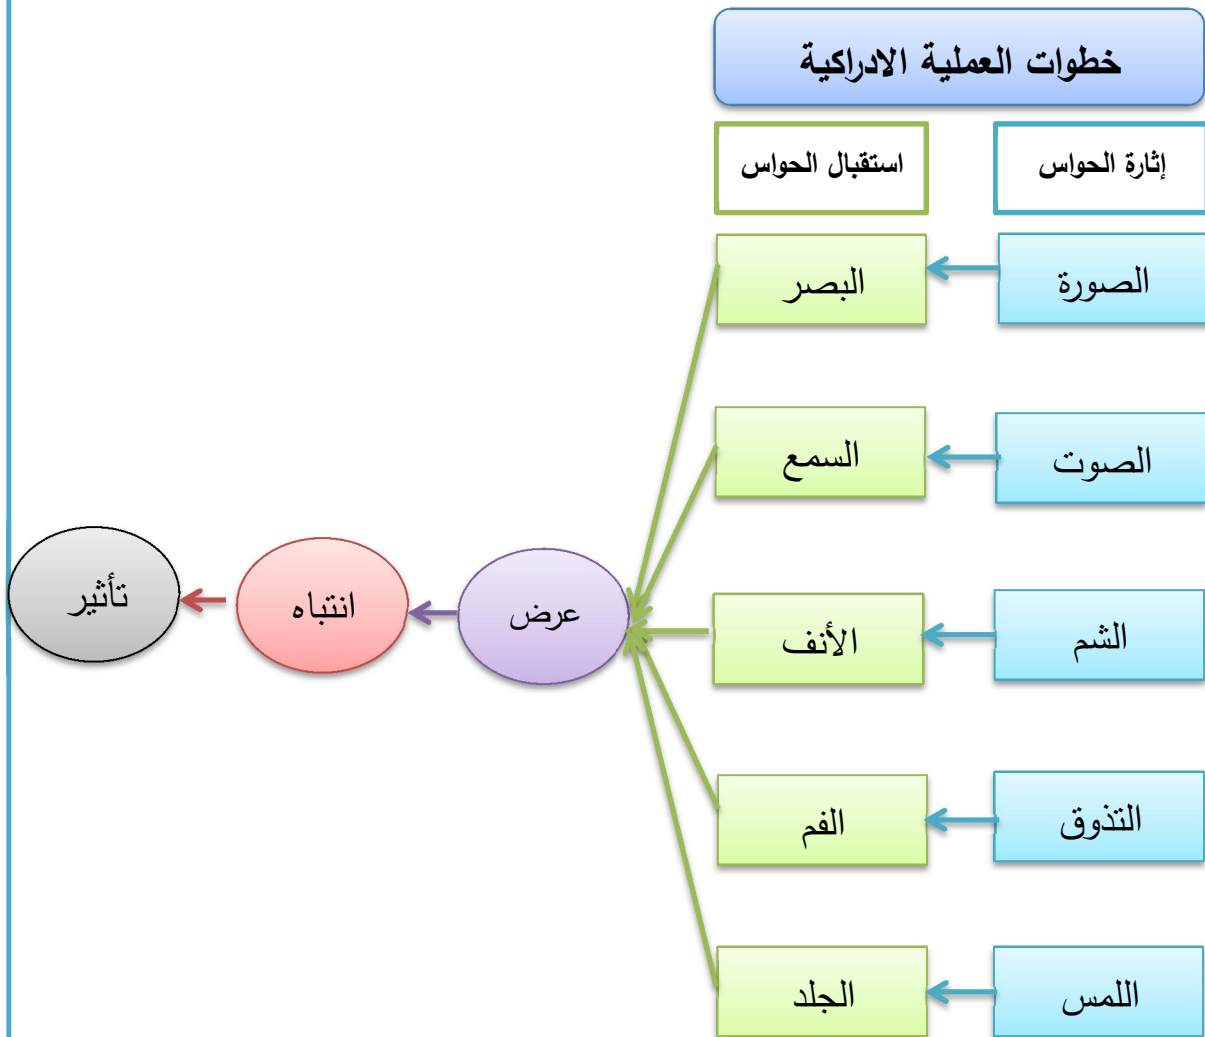 خطوات العملية الادراكية
إثارة الحواس
استقبال الحواس
الصورة
البصر
الصوت
السمع
الشم
الأنف
عرض
انتباه
تأثير
التذوق
الفم
اللمس
الجلد